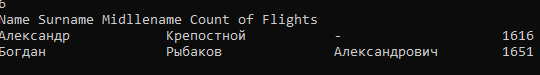 6
Name Surname Midllename Count of Flights
Александр Крепостной - 1616
Богдан Рыбаков Александрович 1651